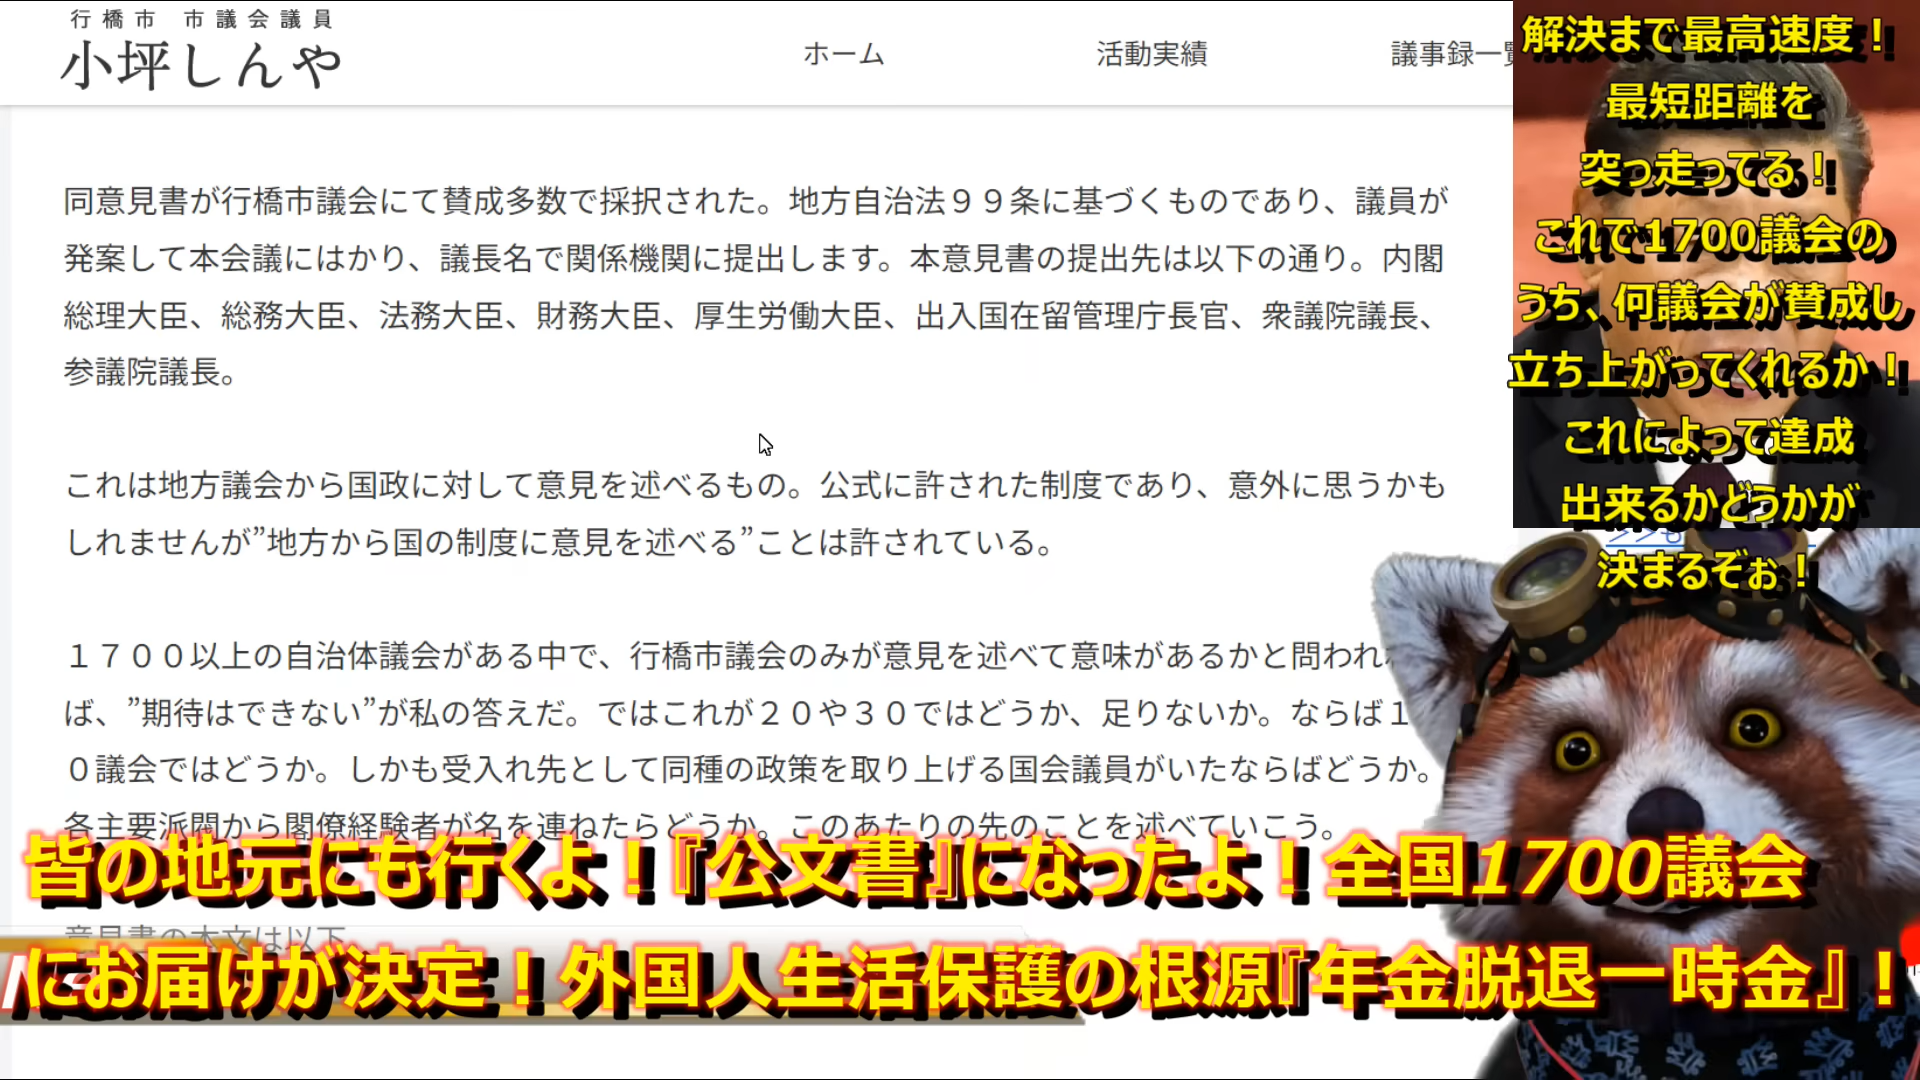 行橋市 市議会議員
小坪しんや
ホーム
活動実績
議事録一覧
同意見書が行橋市議会にて賛成多数で採択された。地方自治法９９条に基づくものであり、議員が
発案して本会議にはかり、議長名で関係機関に提出します。本意見書の提出先は以下の通り。内閣
総理大臣、総務大臣、法務大臣、財務大臣、厚生労働大臣、出入国在留管理庁長官、衆議院議長、
参議院議長。
これは地方議会から国政に対して意見を述べるもの。公式に許された制度であり、意外に思うかも
しれませんが”地方から国の制度に意見を述べる”ことは許されている。
１７００以上の自治体議会がある中で、行橋市議会のみが意見を述べて意味があるかと問われれ
ば、”期待はできない”が私の答えだ。ではこれが２０や３０ではどうか、足りないか。ならば１
０議会ではどうか。しかも受入れ先として同種の政策を取り上げる国会議員がいたならばどうか。
各主要派閥から閣僚経験者が名を連ねたらどうか。このあたりの先のことを述べていこう。
意見書の本文は以下
解決まで最高速度！
最短距離を
突っ走ってる！
これで1700議会の
うち、何議会が賛成し
立ち上がってくれるか！
これによって達成
出来るかどうかが
決まるぞぉ！
皆の地元にも行くよ！『公文書』になったよ！全国1700議会
にお届けが決定！外国人生活保護の根源『年金脱退一時金』！